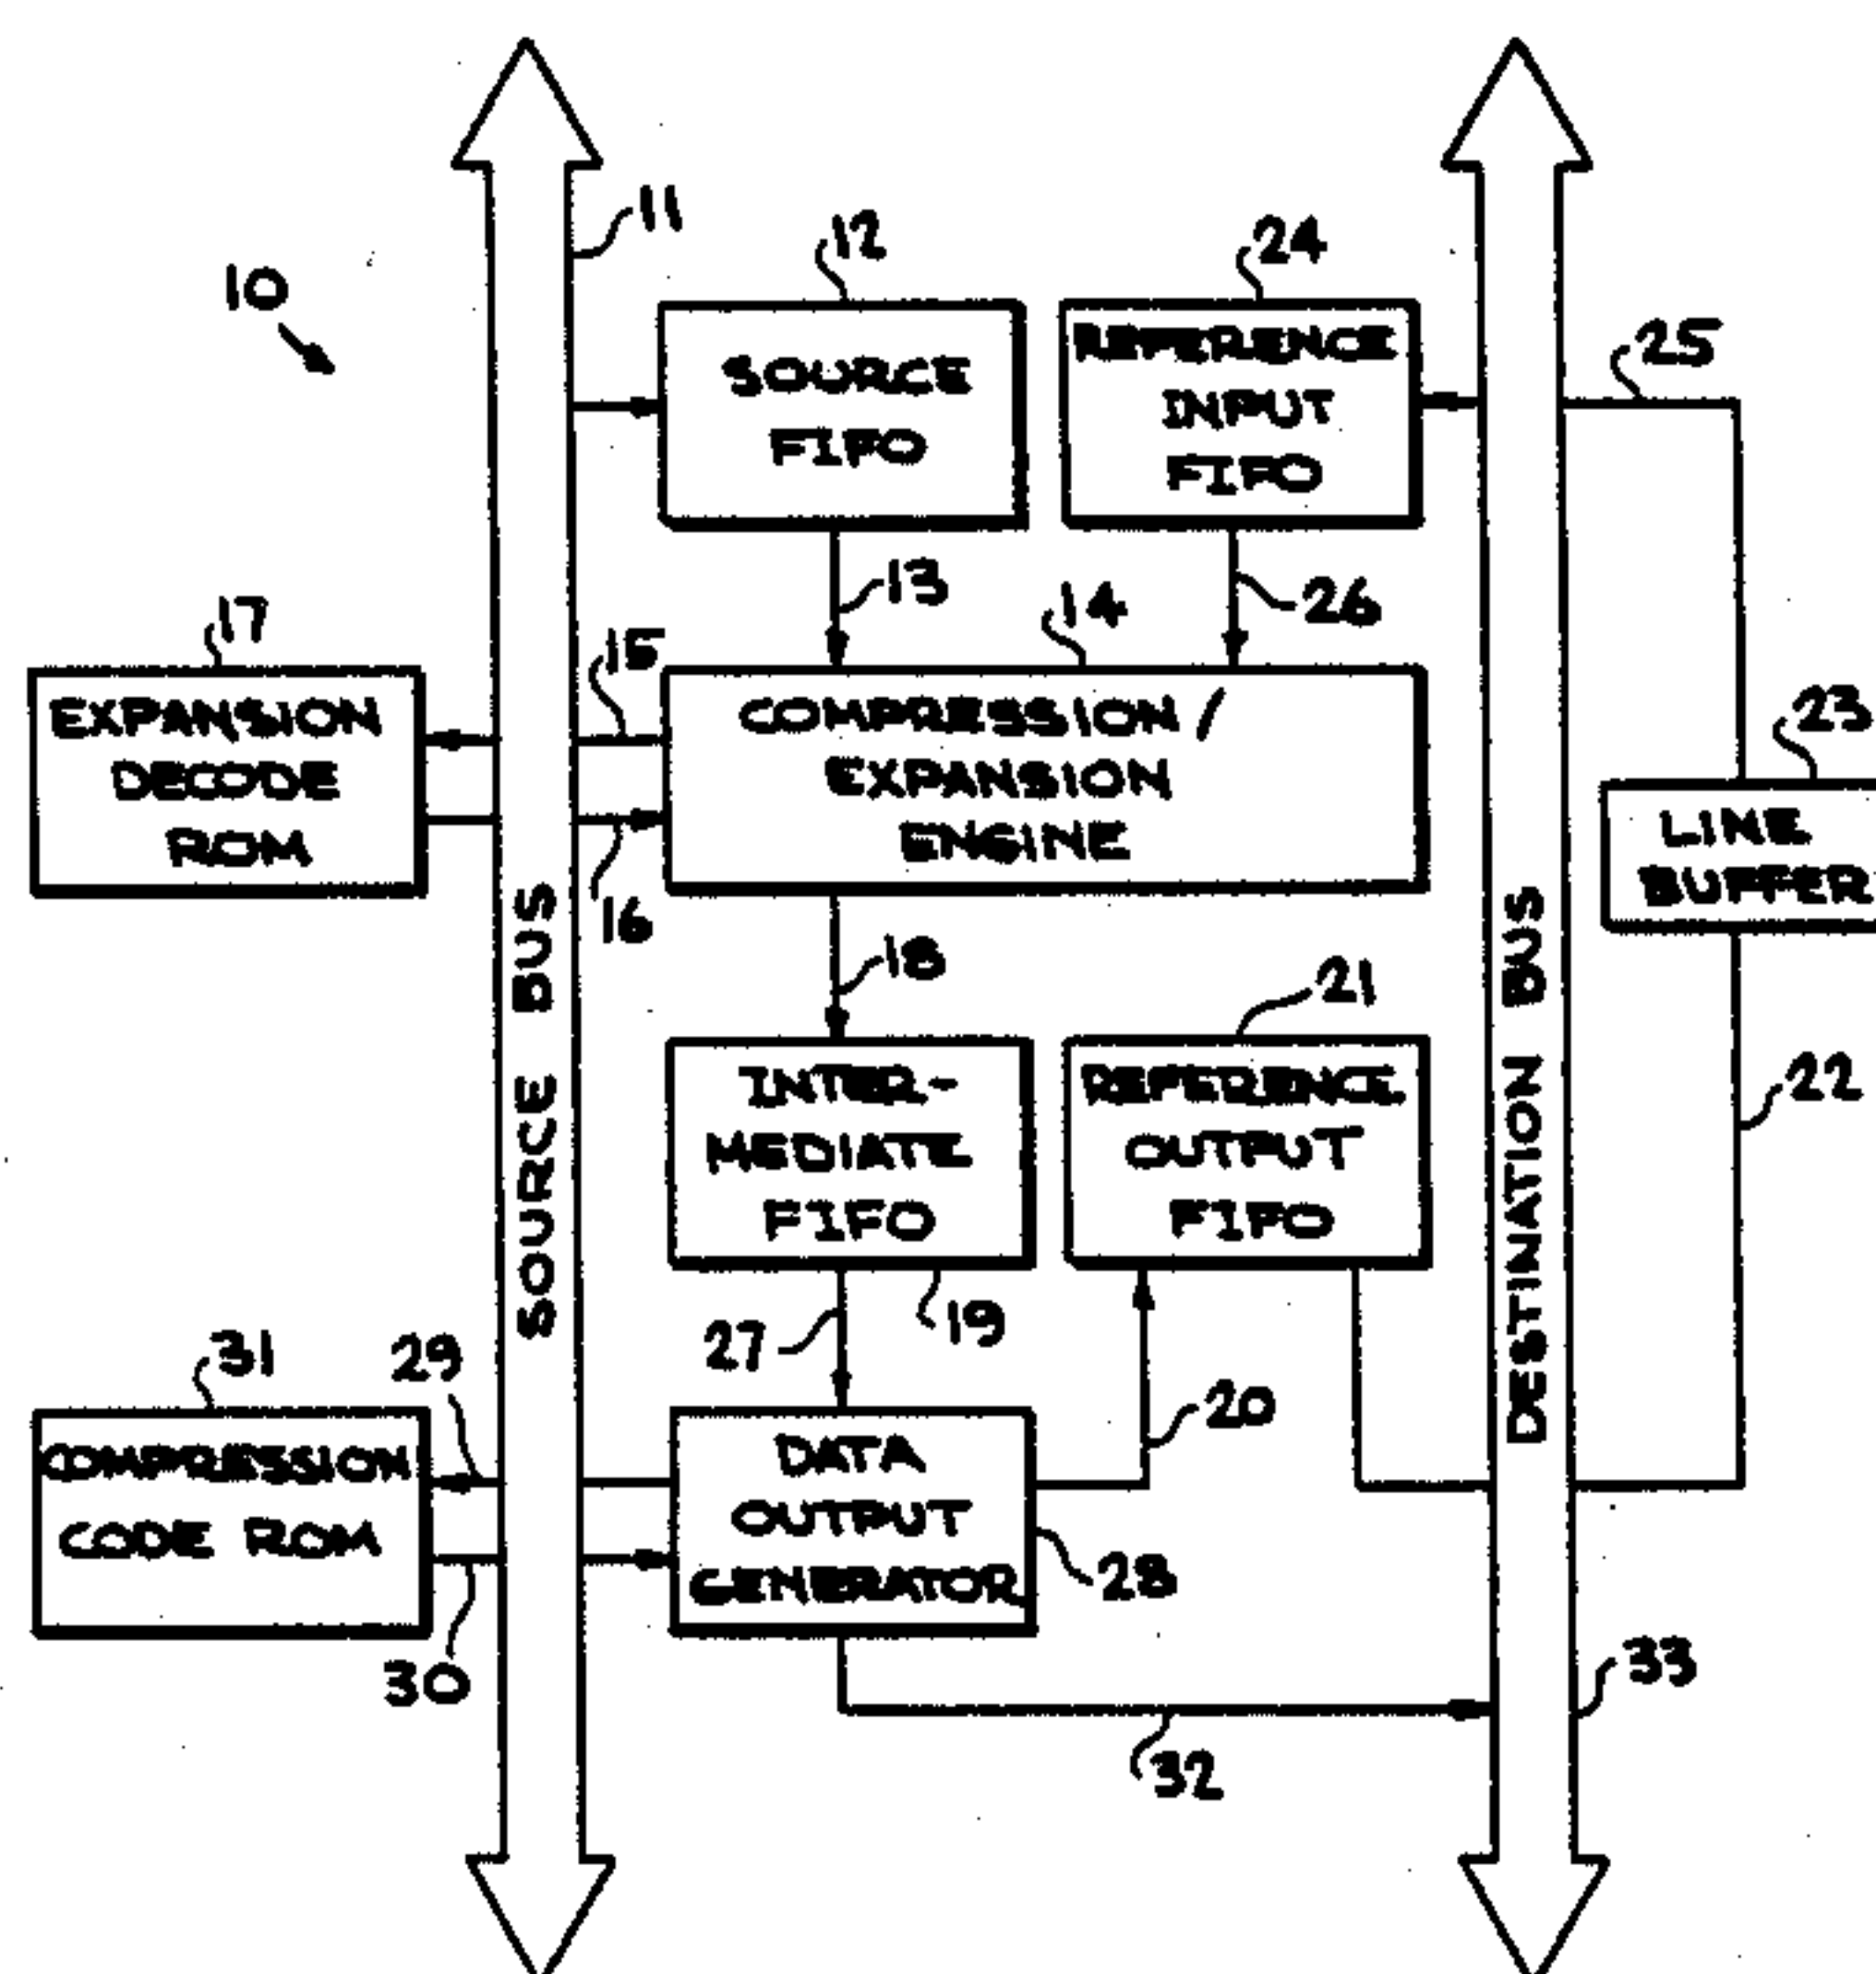 11
12
24
10
SOURCE
FIFO
REFERENCE
INPUT
FIFO
25
13
14
26
17
15
EXPANSION
DECODE
ROM
COMPRESSION/
EXPANSION
ENGINE
23
LINE
BUFFER
16
18
21
SOURCE BUS
DESTINATION BUS
INTER-
MEDIATE
FIFO
REFERENCE
OUTPUT
FIFO
22
27
19
31
29
20
COMPRESSION
CODE ROM
DATA
OUTPUT
GENERATOR
28
30
33
32